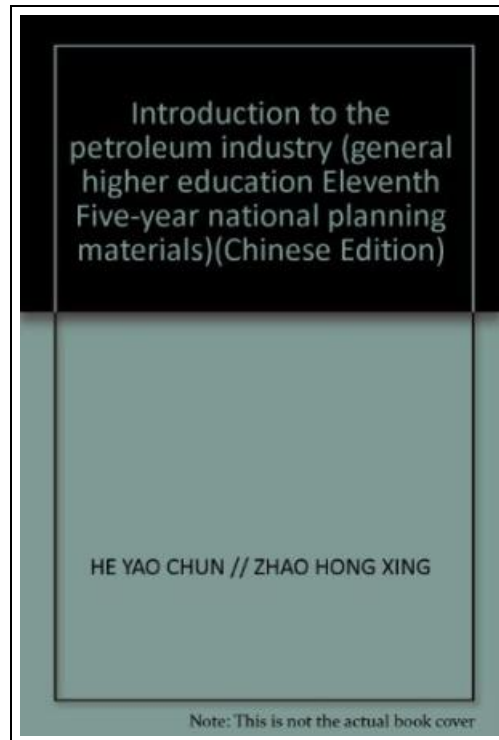 Introduction to the
petroleum industry (general
higher education Eleventh
Five-year national planning
materials)(Chinese Edition)
HE YAO CHUN // ZHAO HONG XING
Note: This is not the actual book cover